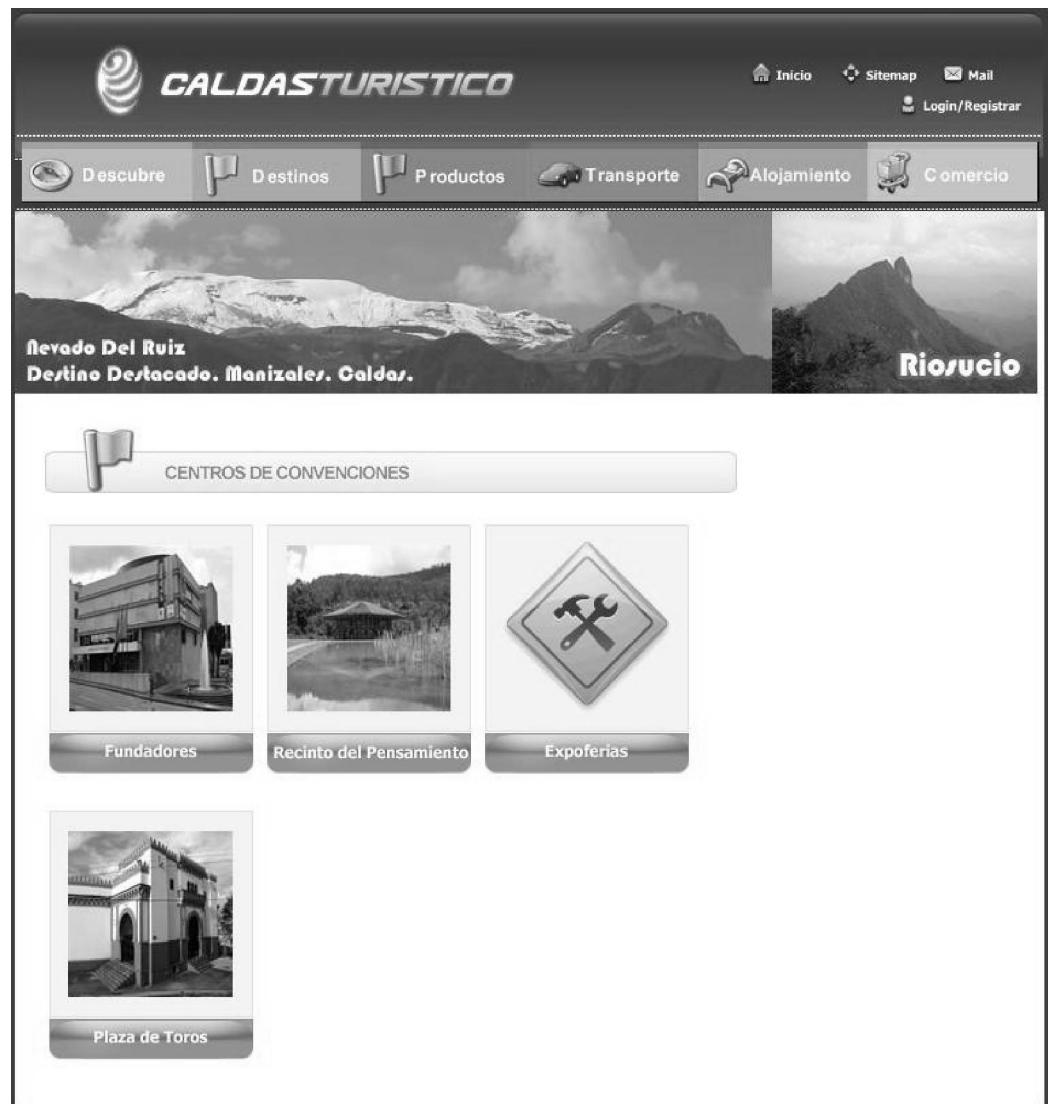 CALDASTURISTICO
Inicio Sitemap Mail
Login/Registrar
Descubre Destinos Productos Transporte Alojamiento Comercio
Nevado Del Ruiz
Destino Destacado. Manizales. Caldas.
Riosucio
CENTROS DE CONVENCIONES
Fundadores Recinto del Pensamiento Expoferias
Plaza de Toros